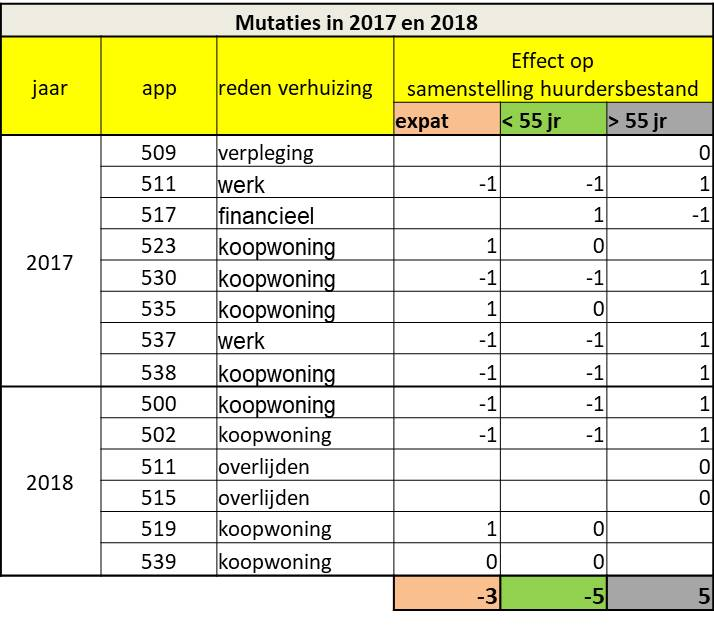 Mutaties in 2017 en 2018
jaar app reden verhuizing Effect op
samenstelling huurdersbestand
expat < 55 jr > 55 jr
2017
509 verpleging 0
511 werk -1 -1 1
517 financieel 1 -1
523 koopwoning 1 0
530 koopwoning -1 -1 1
535 koopwoning 1 0
537 werk -1 -1 1
538 koopwoning -1 -1 1
2018
500 koopwoning -1 -1 1
502 koopwoning -1 -1 1
511 overlijden 0
515 overlijden 0
519 koopwoning 1 0
539 koopwoning 0 0
-3 -5 5